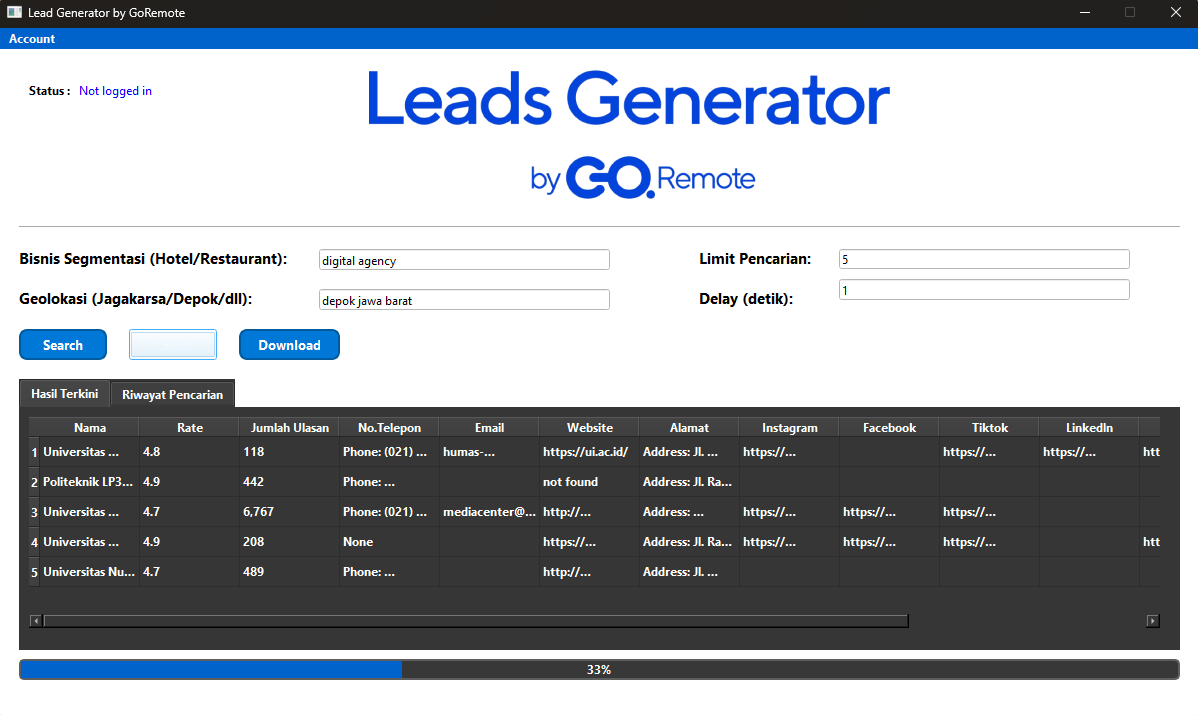 Lead Generator by GoRemote
Account
Status : Not logged in
Leads Generator
by GO. Remote
Bisnis Segmentasi (Hotel/Restaurant): digital agency Limit Pencarian: 5
Geolokasi (Jagakarsa/Depok/dll): depok jawa barat Delay (detik): 1
Search Download
Hasil Terkini Riwayat Pencarian
Nama Rate Jumlah Ulasan No.Telepon Email Website Alamat Instagram Facebook Tiktok LinkedIn
1 Universitas ... 4.8 118 Phone: (021) ... humas-... https://ui.ac.id/ Address: Jl. ... https://... https://... https://... htt
2 Politeknik LP3... 4.9 442 Phone: ... not found Address: Jl. Ra...
3 Universitas ... 4.7 6,767 Phone: (021) ... mediacenter@... http://... Address: ... https://... https://... https://...
4 Universitas ... 4.9 208 None https://... Address: Jl. Ra... https://... https://... https://... htt
5 Universitas Nu... 4.7 489 Phone: ... http://... Address: Jl. ...
33%